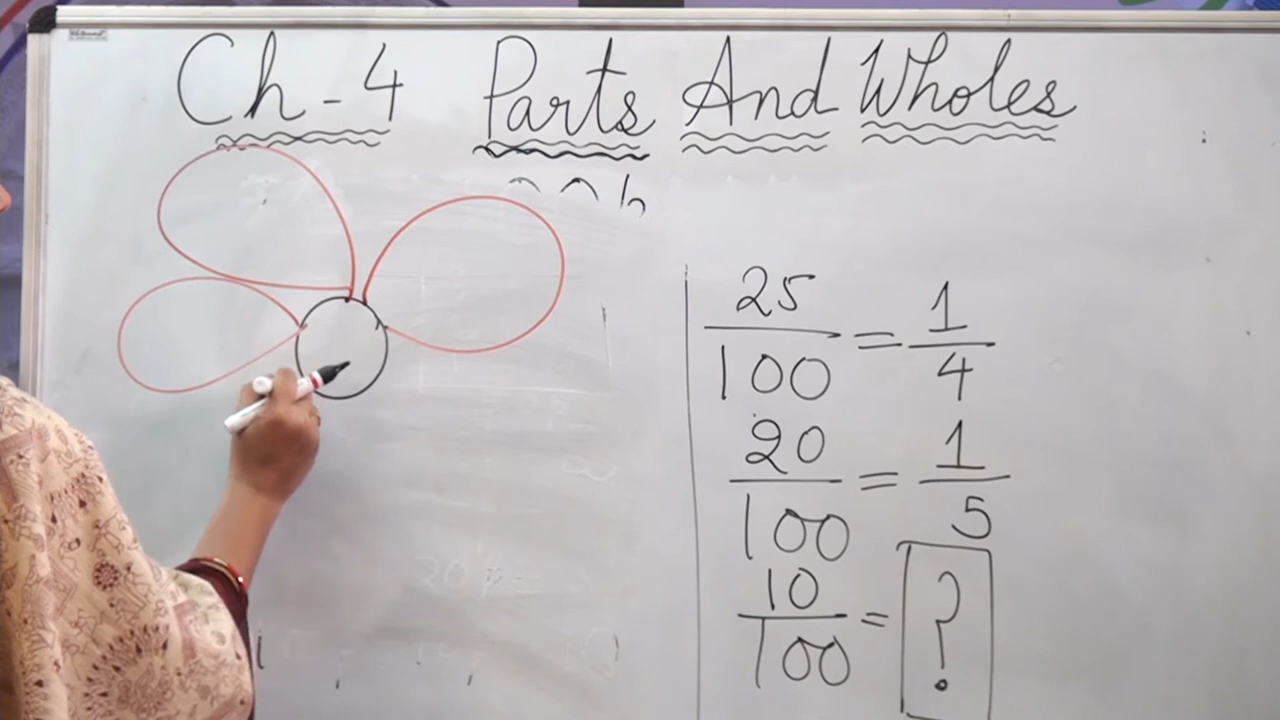 Ch-4 Parts And Wholes
25/100 = 1/4
20/100 = 1/5
10/100 = ?